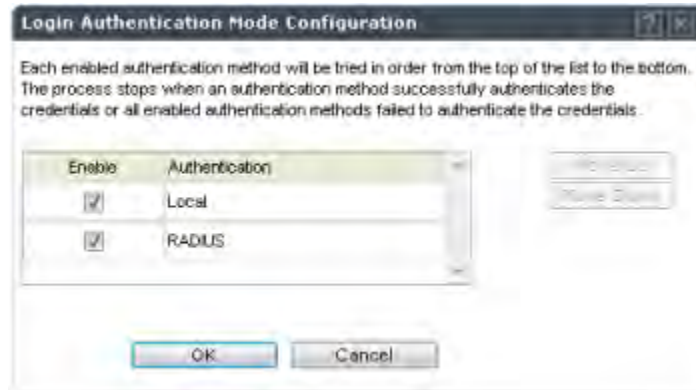 Login Authentication Mode Configuration ? X
Each enabled authentication method will be tried in order from the top of the list to the bottom.
The process stops when an authentication method successfully authenticates the
credentials or all enabled authentication methods failed to authenticate the credentials.
Enable Authentication
Local
RADIUS
Move Down
OK Cancel